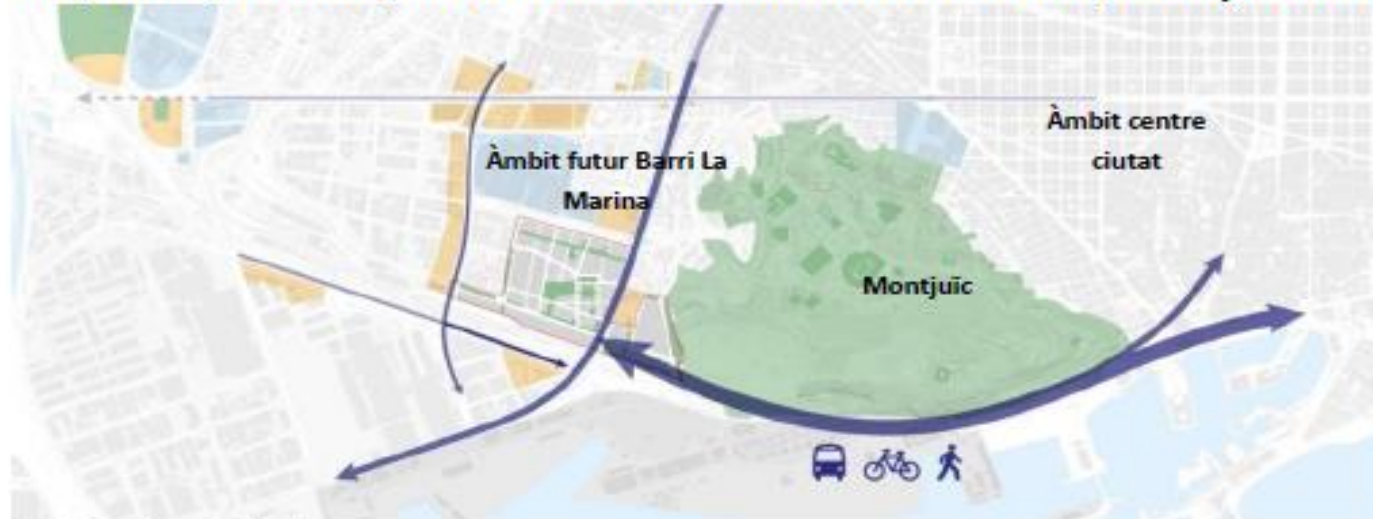 Àmbit centre
ciutat
Àmbit futur Barri La
Marina
Montjuïc